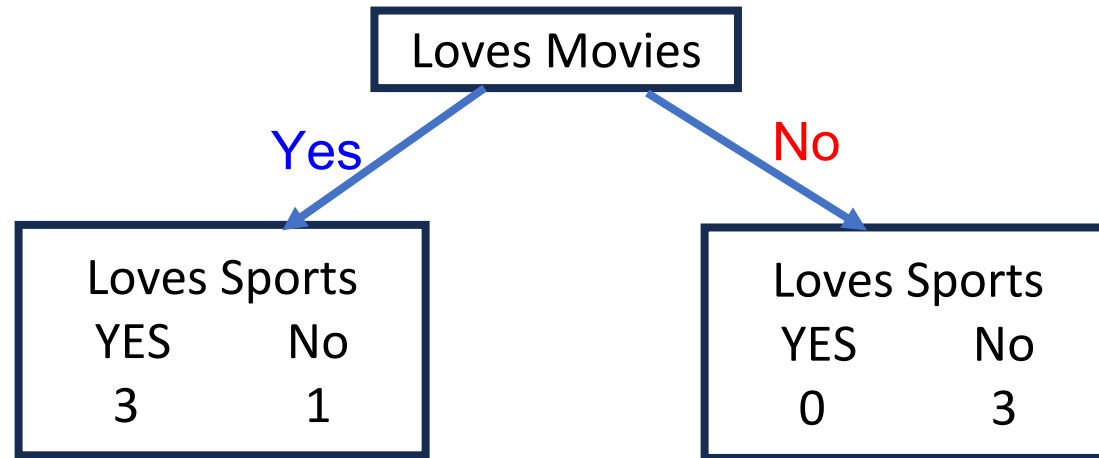 Loves Movies
Yes
No
Loves Sports
YES No
3 1
Loves Sports
YES No
0 3